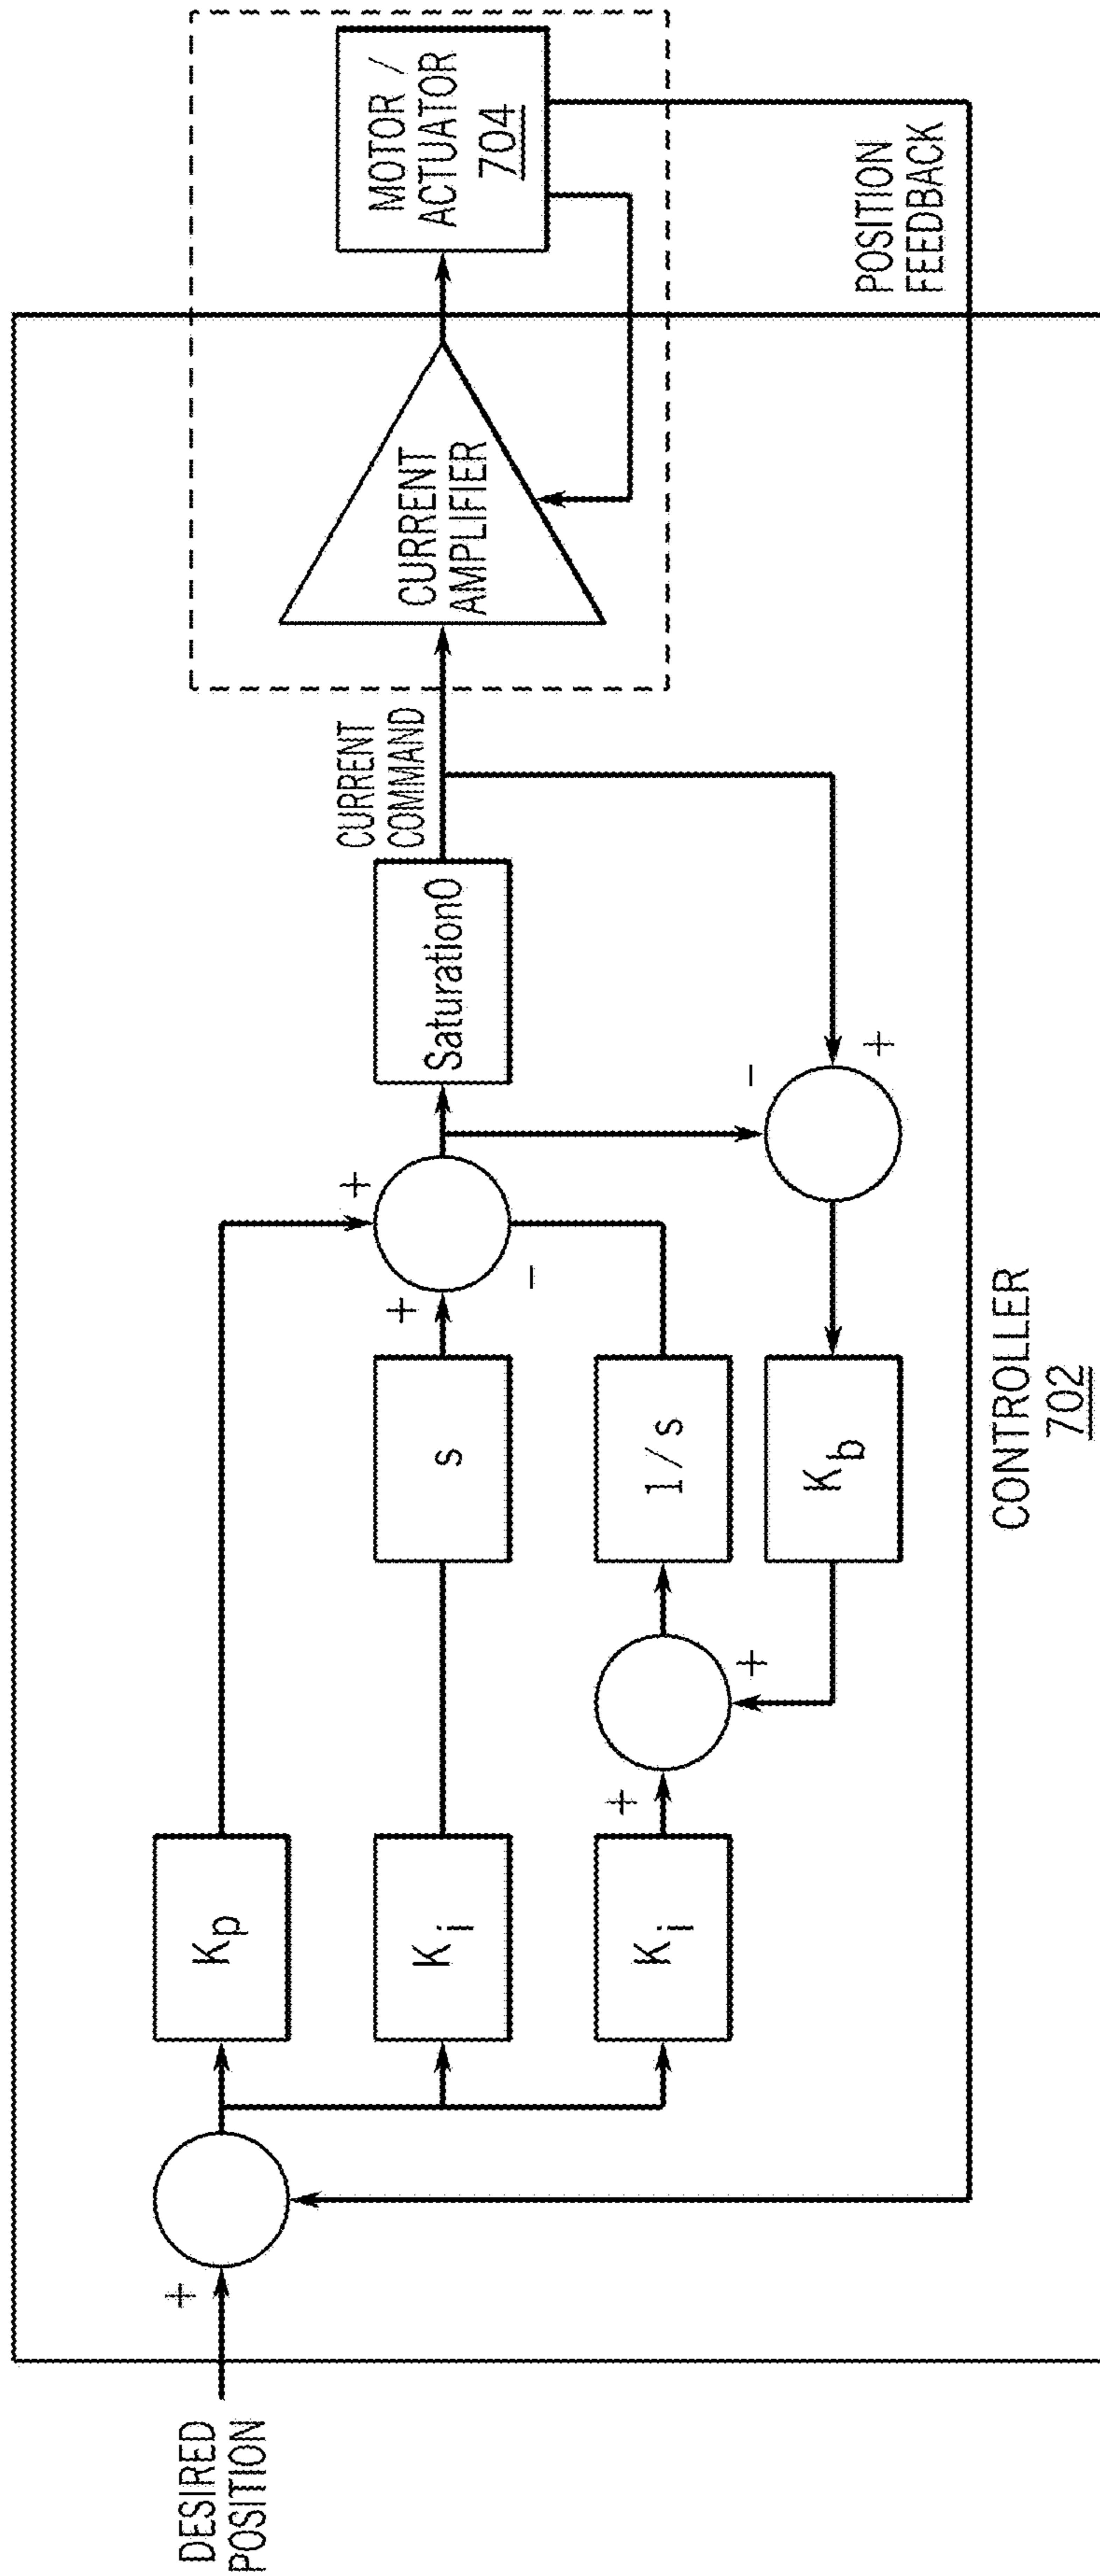 DESIRED
POSITION
+
Kp
Ki
Ki
+
+
s
1/s
Kb
+
+
-
-
+
Saturation0
CURRENT
COMMAND
CURRENT
AMPLIFIER
MOTOR /
ACTUATOR
704
POSITION
FEEDBACK
CONTROLLER
702